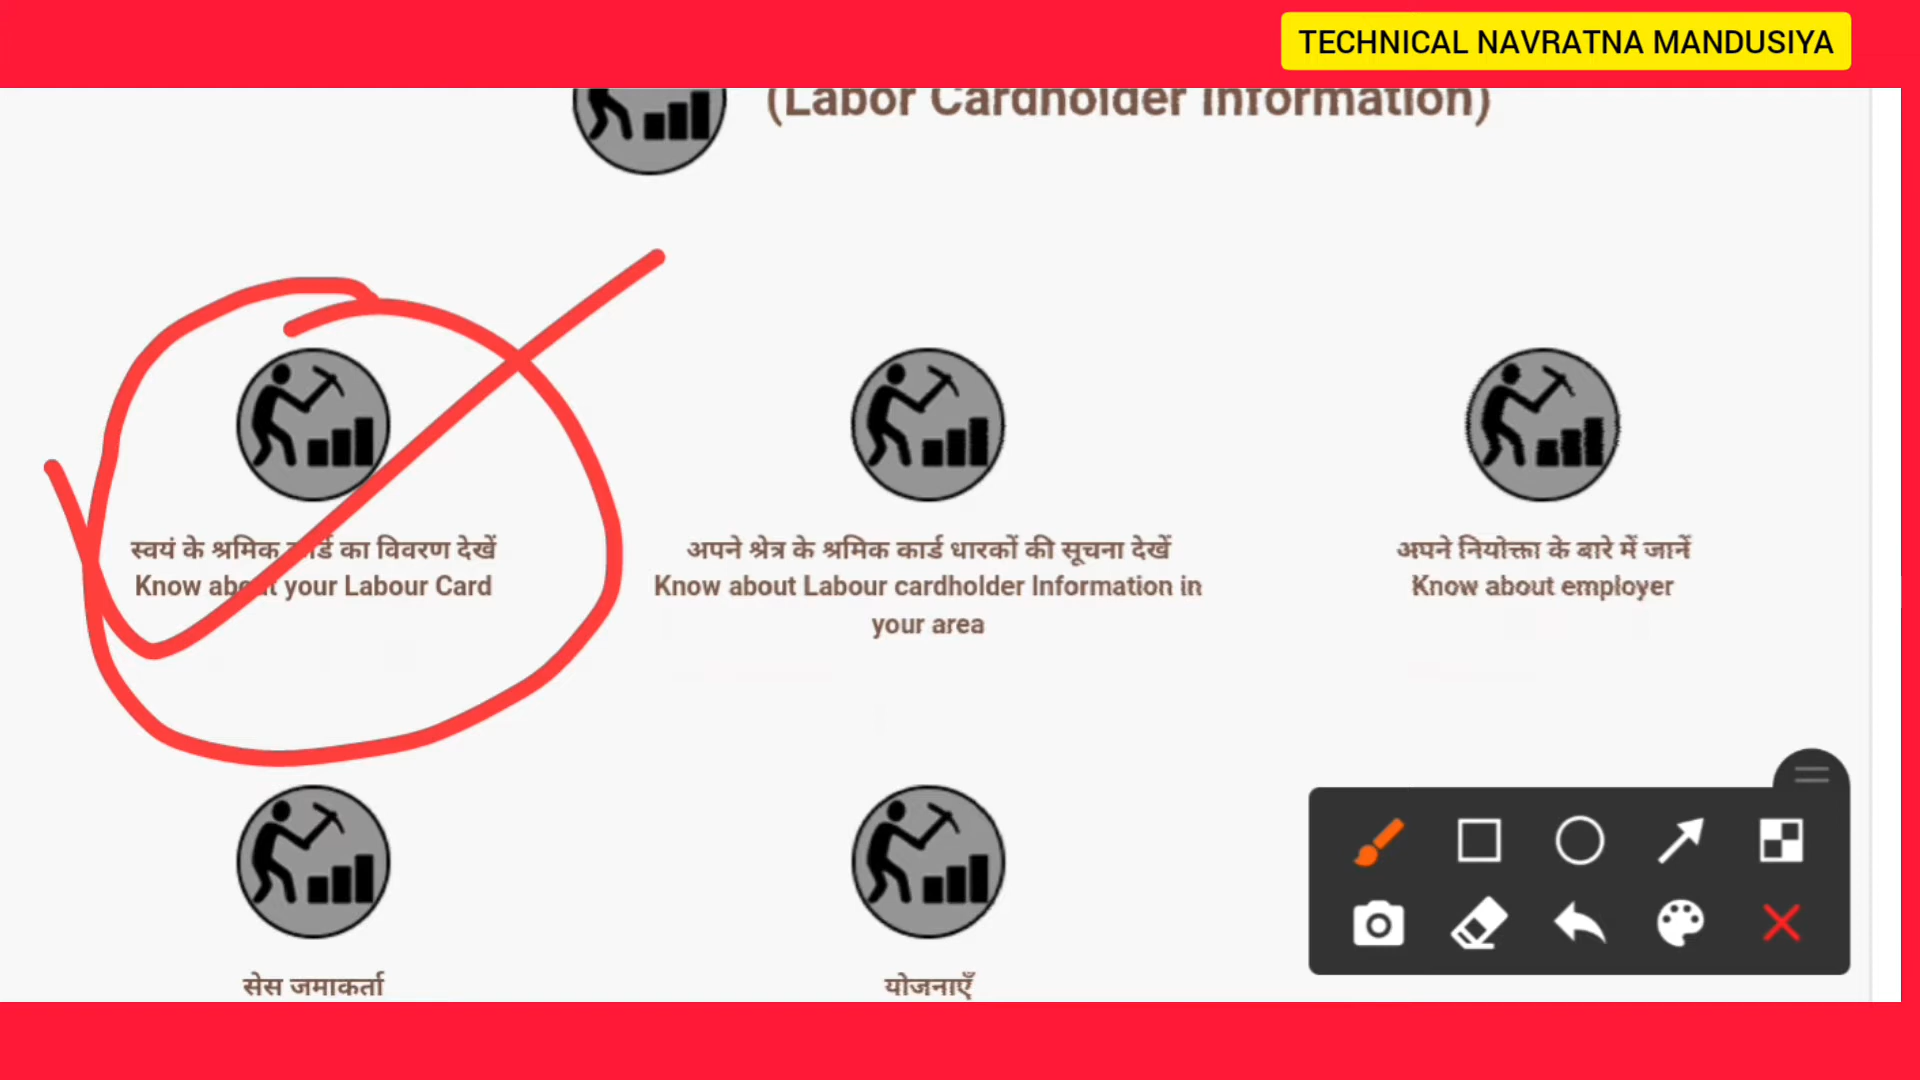 TECHNICAL NAVRATNA MANDUSIYA
(Labor Cardholder Information)
स्वयं के श्रमिक कार्ड का विवरण देखें
Know about your Labour Card
अपने श्रेत्र के श्रमिक कार्ड धारकों की सूचना देखें
Know about Labour cardholder Information in
your area
अपने नियोक्ता के बारे में जानें
Know about employer
सेस जमाकर्ता
योजनाएँ